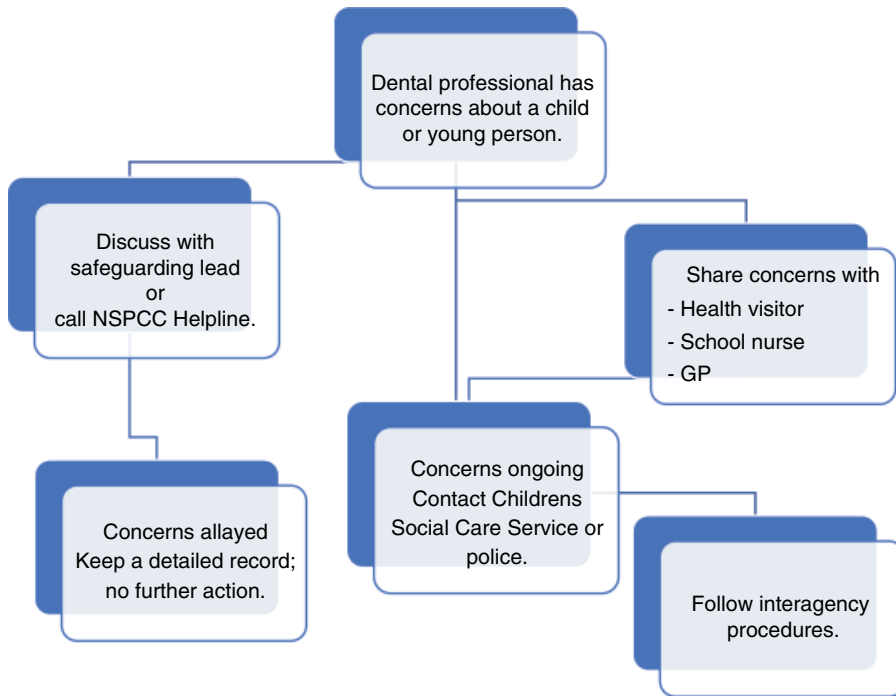 Dental professional has
concerns about a child
or young person.
Discuss with
safeguarding lead
or
call NSPCC Helpline.
Share concerns with
- Health visitor
- School nurse
- GP
Concerns allayed
Keep a detailed record;
no further action.
Concerns ongoing
Contact Childrens
Social Care Service or
police.
Follow interagency
procedures.